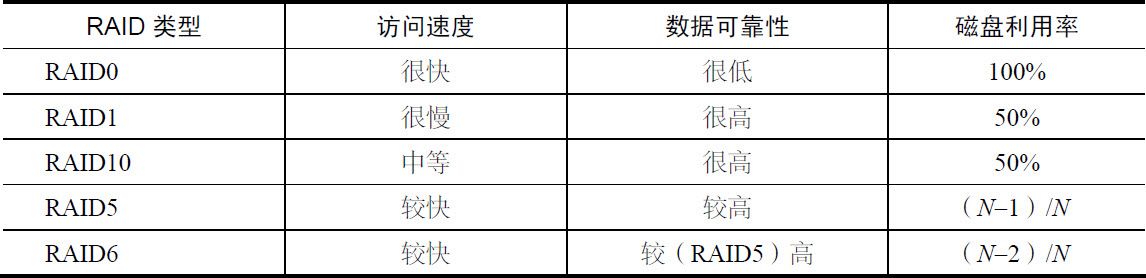 RAID 类型 访问速度 数据可靠性 磁盘利用率
RAID0 很快 很低 100%
RAID1 很慢 很高 50%
RAID10 中等 很高 50%
RAID5 较快 较高 （N–1）/N
RAID6 较快 较（RAID5）高 （N–2）/N